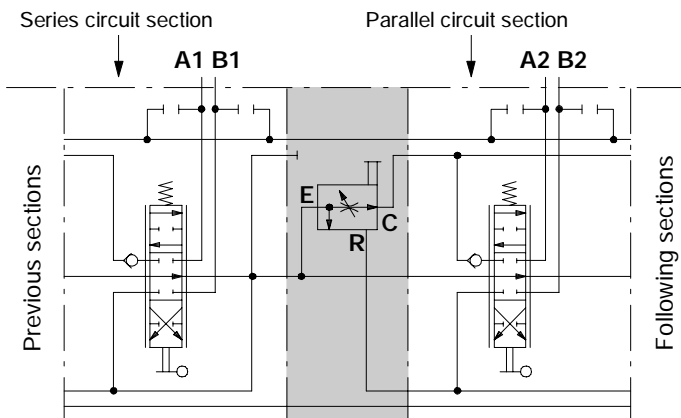 Series circuit section
Parallel circuit section
A1 B1
A2 B2
Previous sections
E
C
R
Following sections